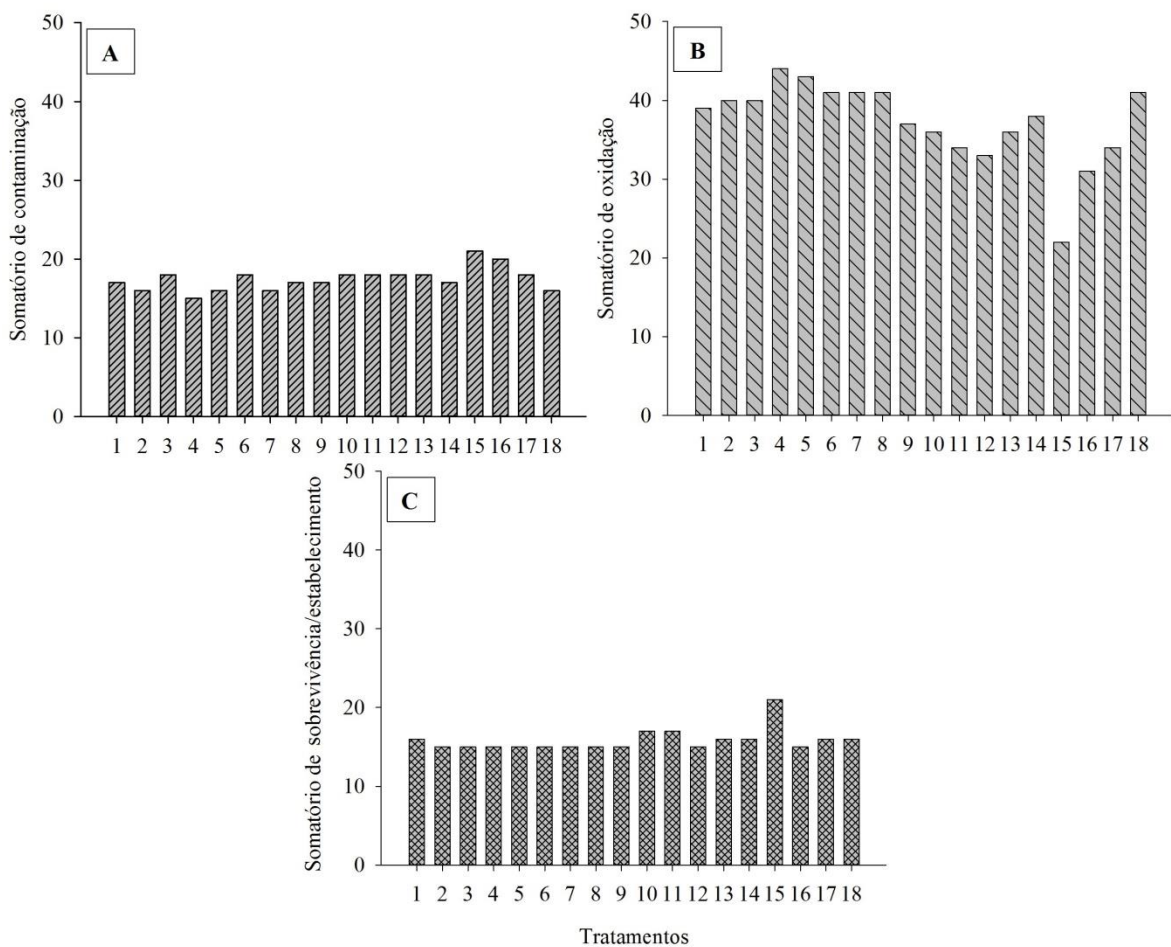 A
Somatório de contaminação
50
40
30
20
10
0
1 2 3 4 5 6 7 8 9 10 11 12 13 14 15 16 17 18
B
Somatório de oxidação
50
40
30
20
10
0
1 2 3 4 5 6 7 8 9 10 11 12 13 14 15 16 17 18
C
Somatório de sobrevivência/estabelecimento
50
40
30
20
10
0
1 2 3 4 5 6 7 8 9 10 11 12 13 14 15 16 17 18
Tratamentos